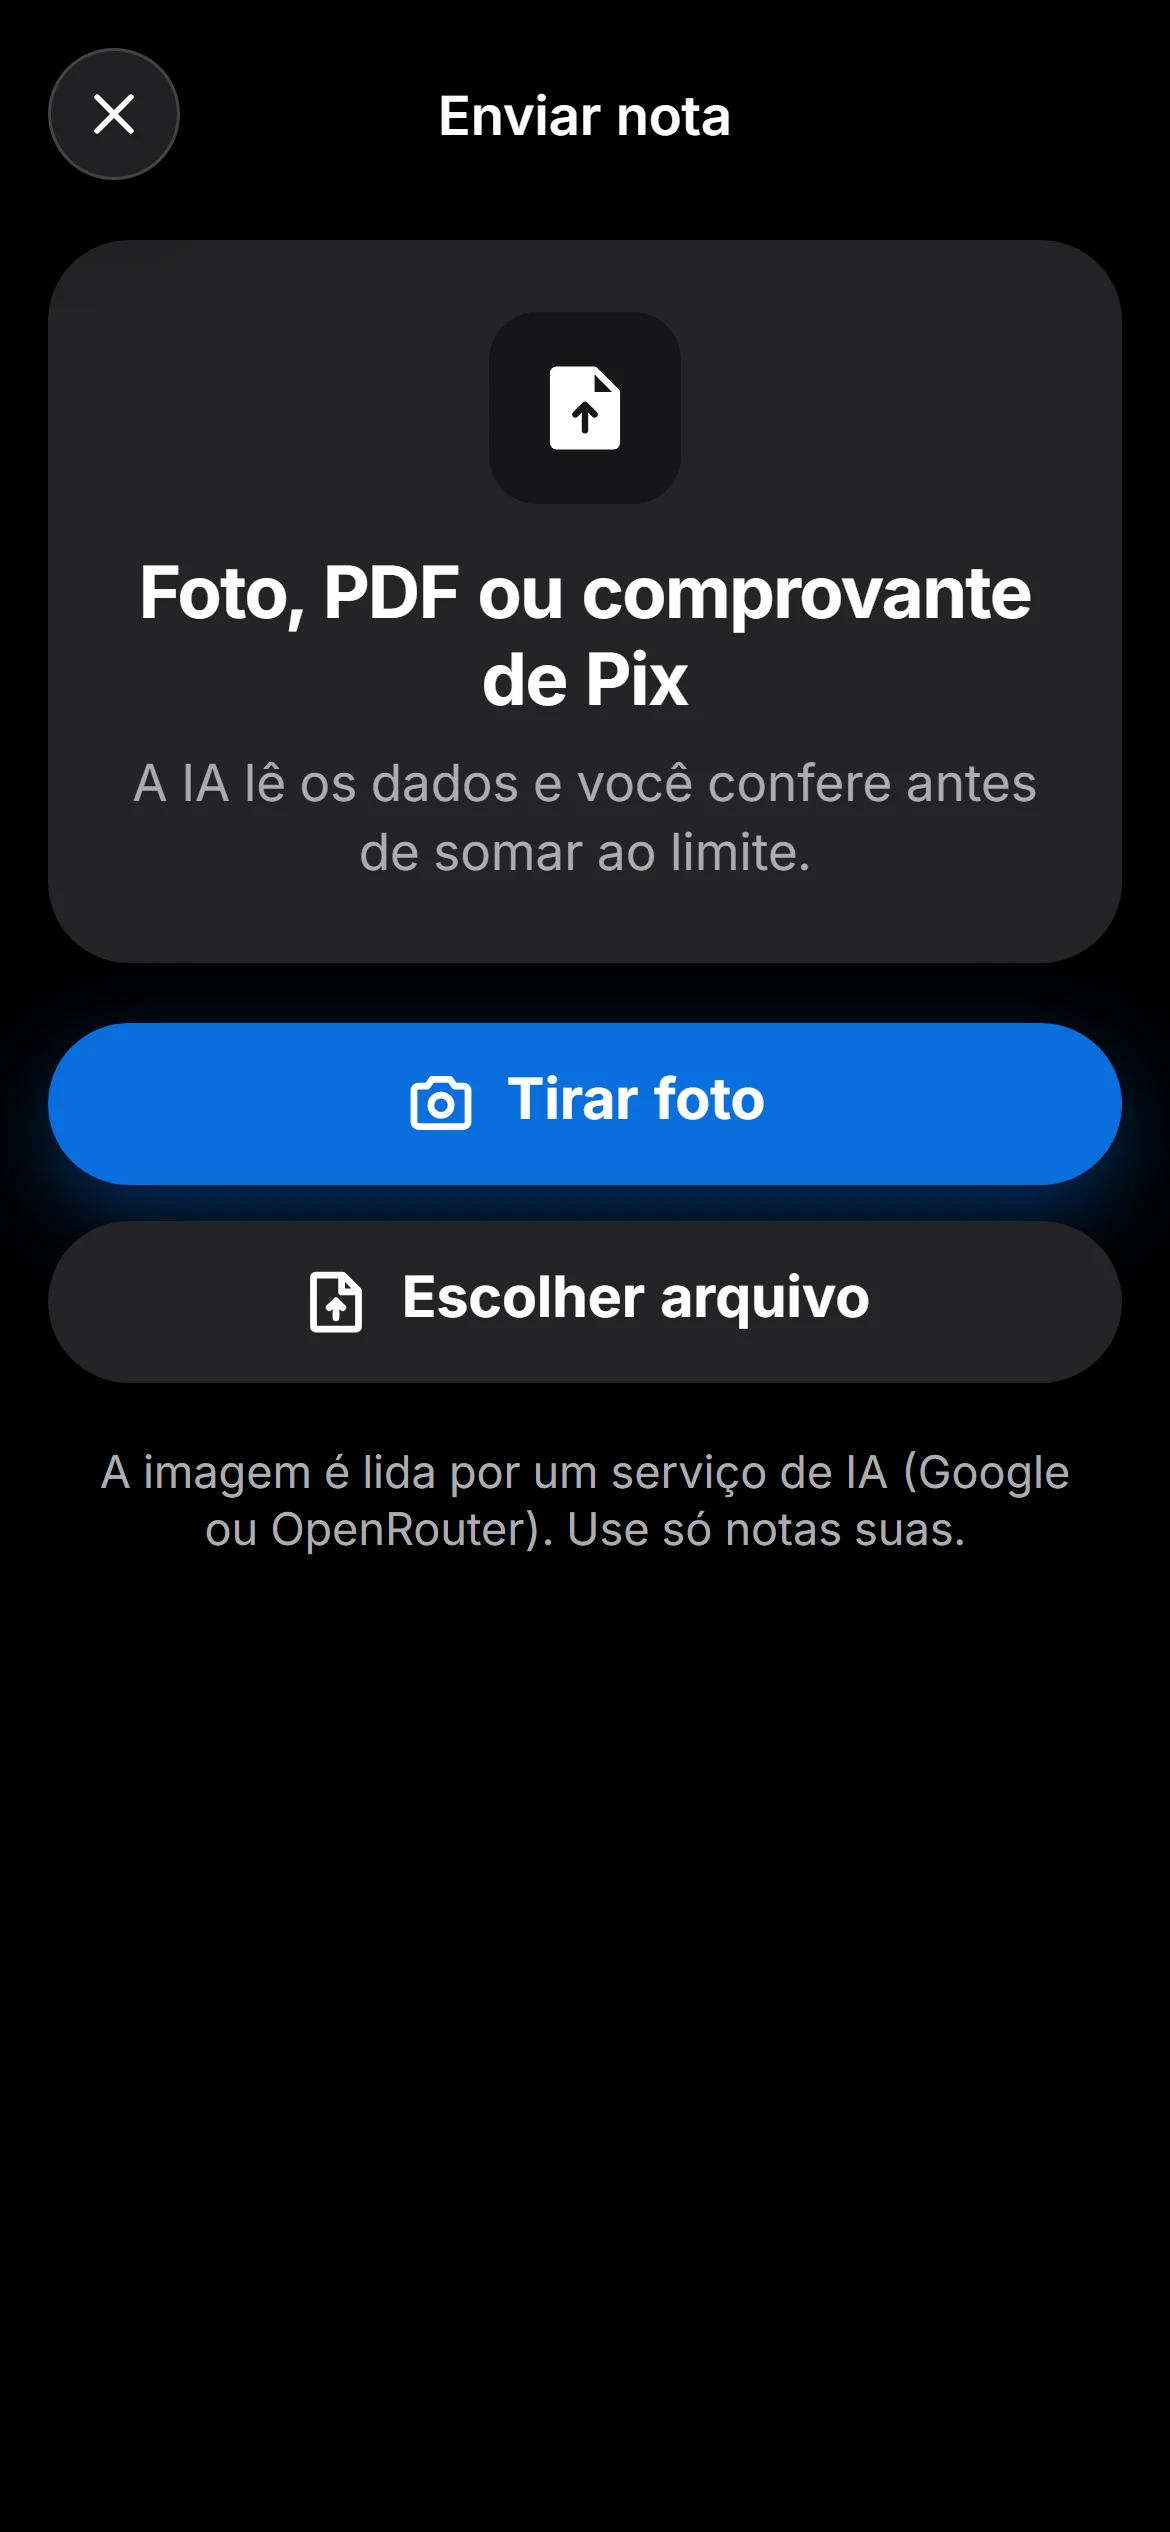 Enviar nota
Foto, PDF ou comprovante
de Pix
A IA lê os dados e você confere antes
de somar ao limite.
Tirar foto
Escolher arquivo
A imagem é lida por um serviço de IA (Google
ou OpenRouter). Use só notas suas.